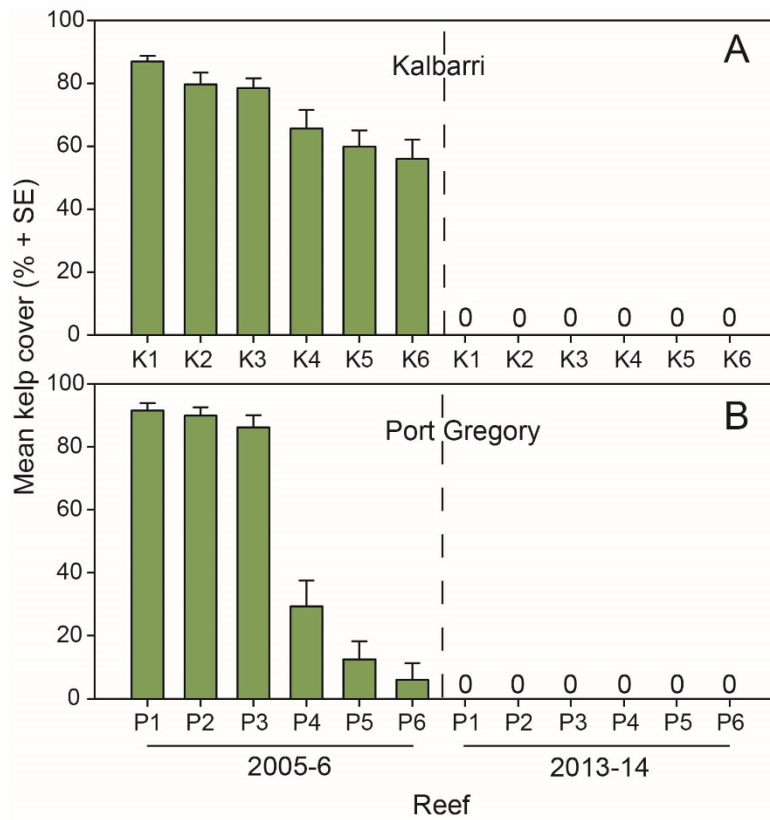 Mean kelp cover (% + SE)
100
80
60
40
20
0
A
Kalbarri
0 0 0 0 0 0
K1 K2 K3 K4 K5 K6 K1 K2 K3 K4 K5 K6
100
80
60
40
20
0
B
Port Gregory
0 0 0 0 0 0
P1 P2 P3 P4 P5 P6 P1 P2 P3 P4 P5 P6
2005-6 2013-14
Reef